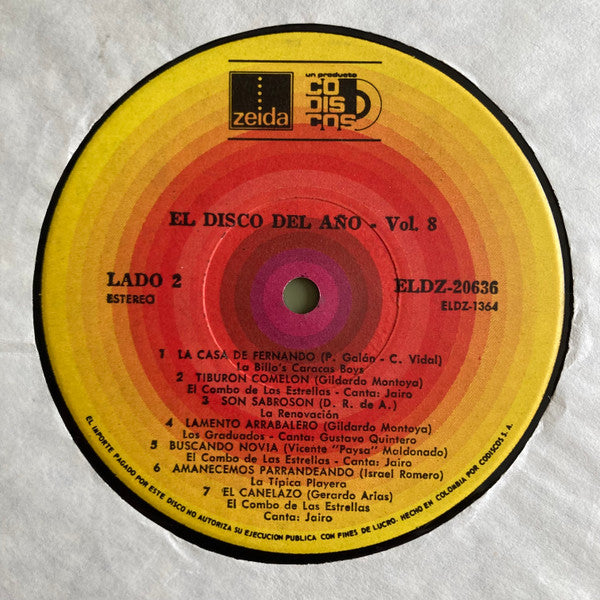 zeida
un producto
CO
DIS
COS
EL DISCO DEL AÑO - Vol. 8
LADO 2
ESTEREO
ELDZ-20636
ELDZ-1364
1 LA CASA DE FERNANDO (P. Galán - C. Vidal)
La Billo's Caracas Boys
2 TIBURON COMELON (Gildardo Montoya)
El Combo de Las Estrellas - Canta: Jairo
3 SON SABROSON (D. R. de A.)
La Renovación
4 LAMENTO ARRABALERO (Gildardo Montoya)
Los Graduados - Canta: Gustavo Quintero
5 BUSCANDO NOVIA (Vicente "Paysa" Maldonado)
El Combo de Las Estrellas - Canta: Jairo
6 AMANECEMOS PARRANDEANDO (Israel Romero)
La Típica Playera
7 EL CANELAZO (Gerardo Arias)
El Combo de Las Estrellas
Canta: Jairo
EL IMPORTE PAGADO POR ESTE DISCO NO AUTORIZA SU EJECUCION PUBLICA CON FINES DE LUCRO. HECHO EN COLOMBIA POR CODISCOS S. A.